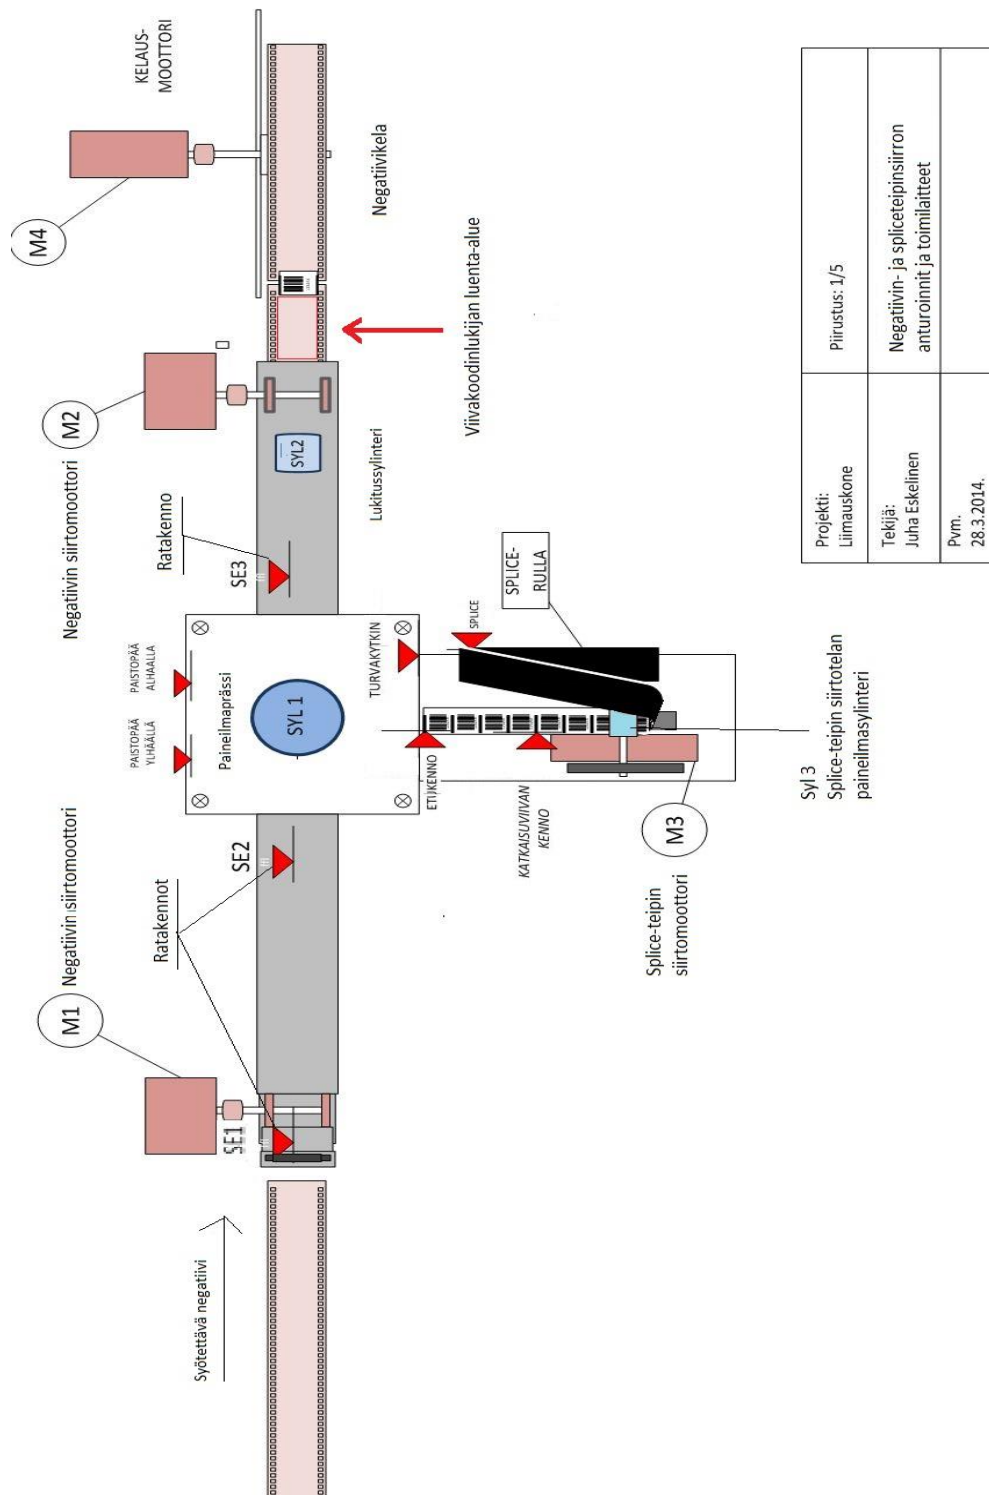 Syötettävä negatiivi
M1
Negatiivin siirtomoottori
SE1
Ratakennot
SE2
PAISTOPÄÄ
YLHÄÄLLÄ
PAISTOPÄÄ
ALHAALLA
Paineilmaprässi
SYL 1
Ratakenno
SE3
Negatiivin siirtomoottori
M2
SYL2
Lukitussylinteri
M4
KELAUS-
MOOTTORI
Negatiivikela
Viivakoodinlukijan luenta-alue
ETUKENNO
TURVAKYTKIN
SPLICE
SPLICE-
RULLA
KATKAISUVIIVAN
KENNO
M3
Splice-teipin
siirtomoottori
Syl 3
Splice-teipin siirtotelan
paineilmasylinteri
Projekti:
Liimauskone
Piirustus: 1/5
Tekijä:
Juha Eskelinen
Negatiivin- ja spliceteipinsiirron
anturoinnit ja toimilaitteet
Pvm.
28.3.2014.